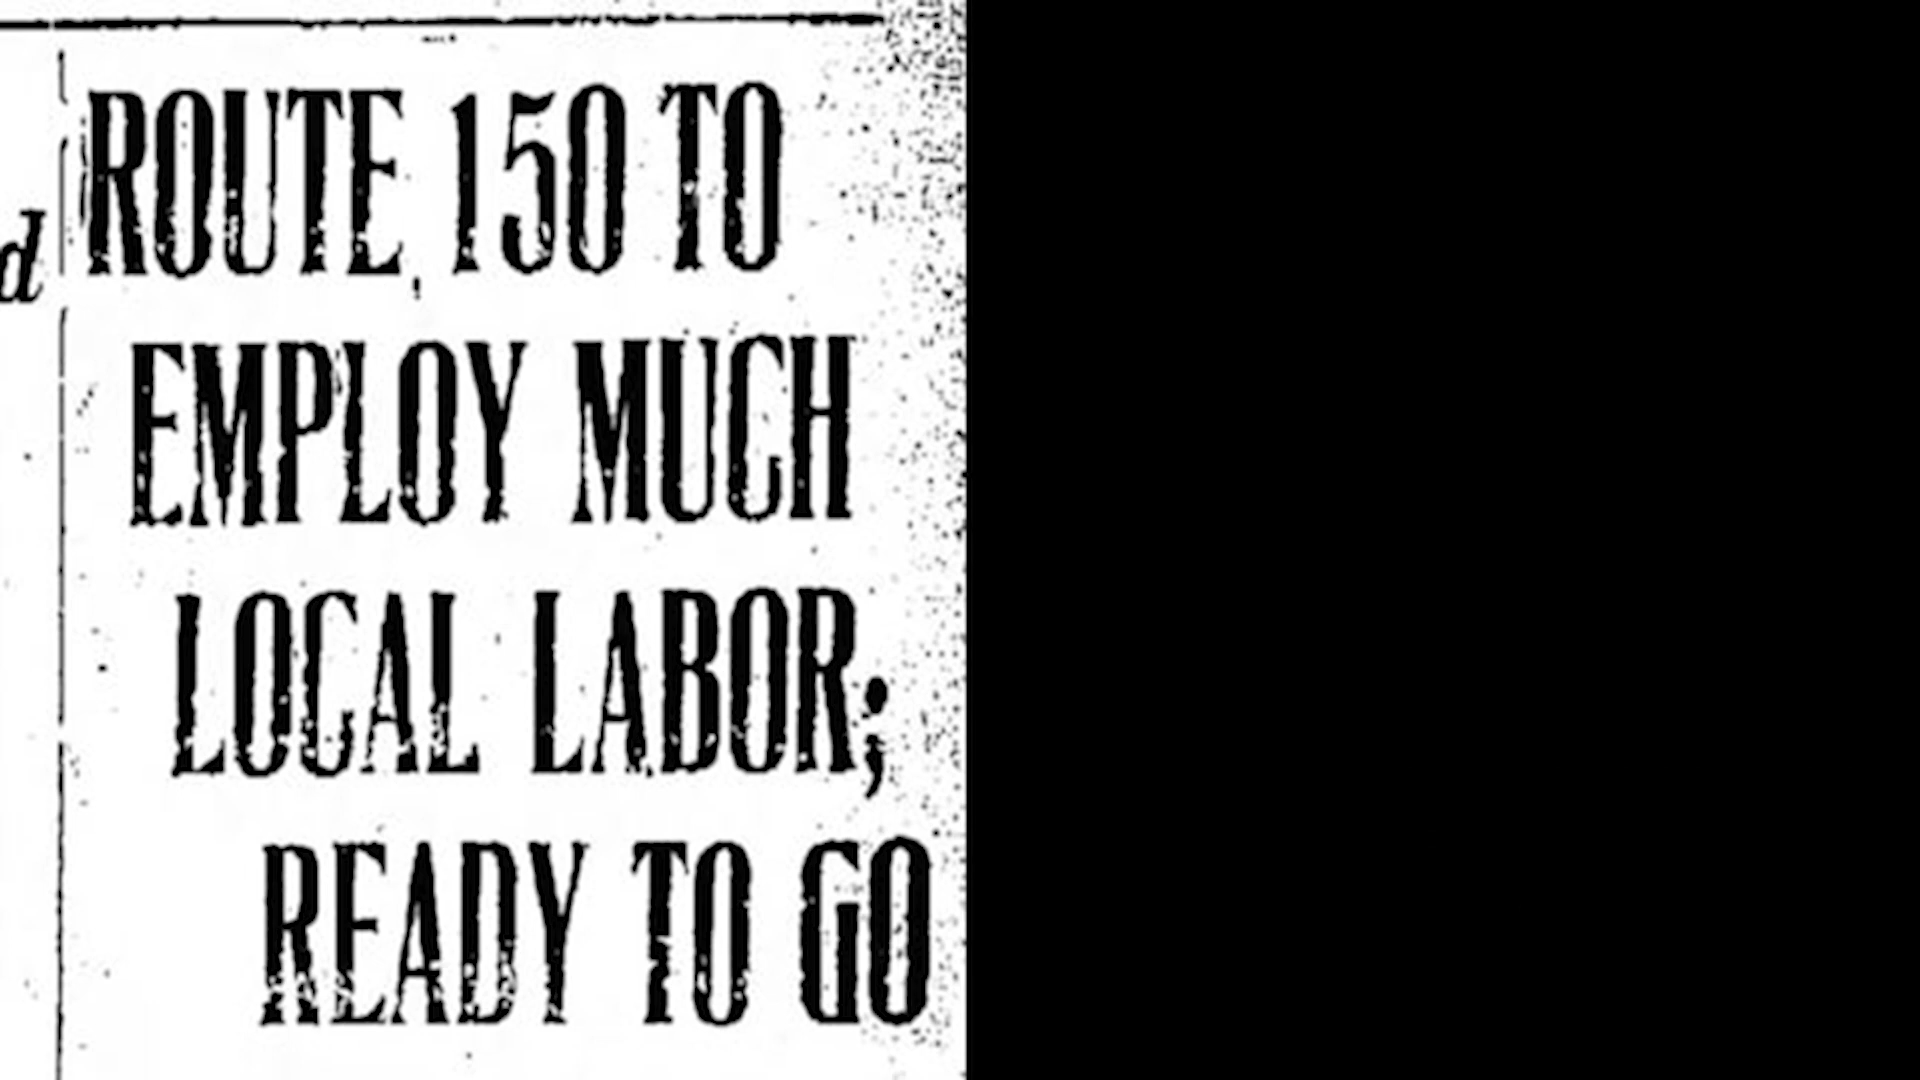 ROUTE 150 TO
EMPLOY MUCH
LOCAL LABOR;
READY TO GO